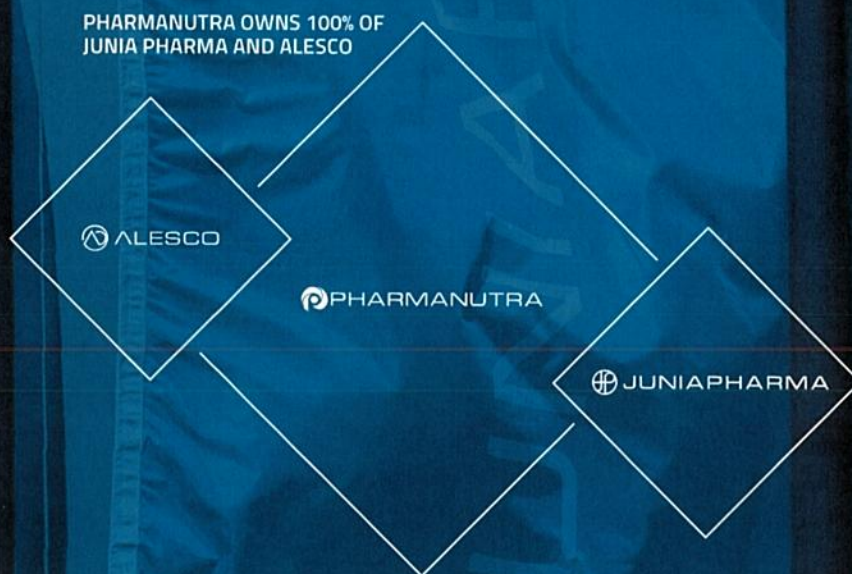 PHARMANUTRA OWNS 100% OF
JUNIA PHARMA AND ALESCO
ALESCO
PHARMANUTRA
JUNIAPHARMA